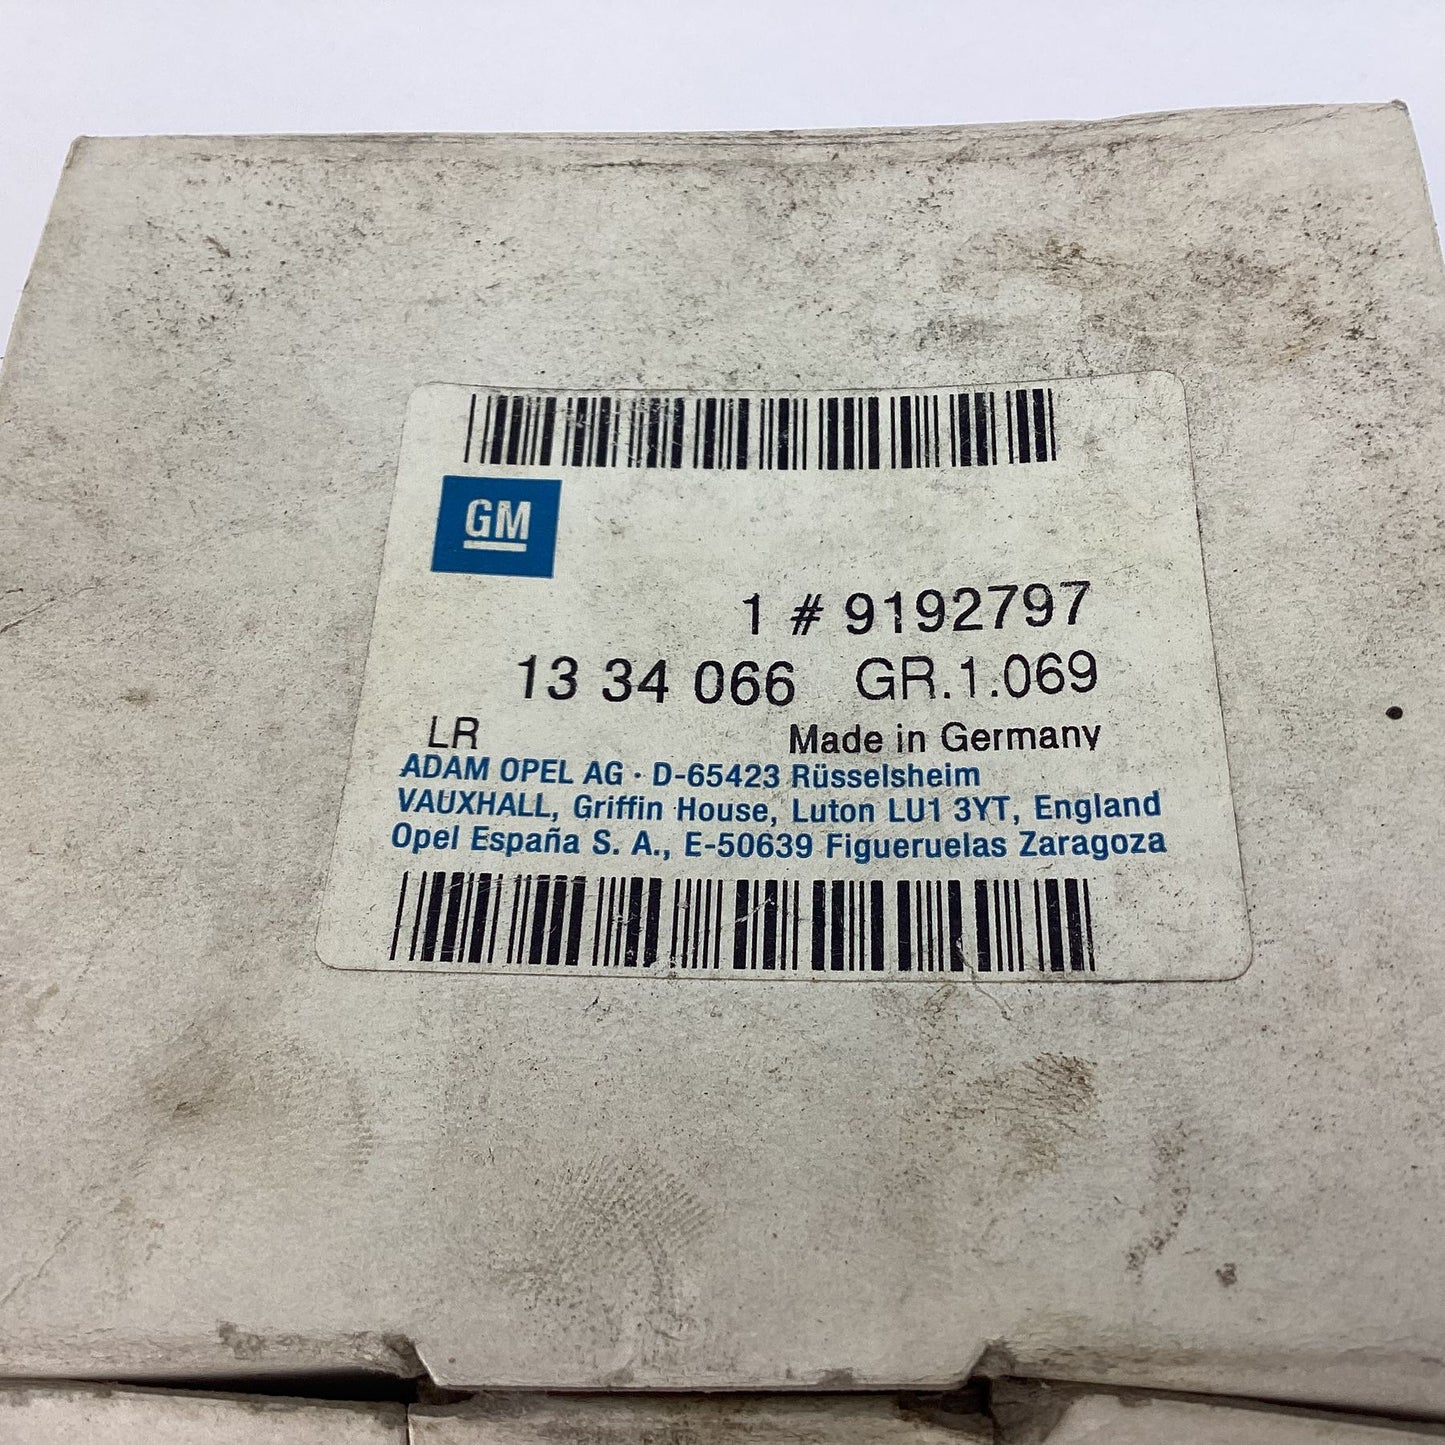 GM
1 # 9192797
13 34 066 GR.1.069
LR Made in Germany
ADAM OPEL AG · D-65423 Rüsselsheim
VAUXHALL, Griffin House, Luton LU1 3YT, England
Opel España S. A., E-50639 Figueruelas Zaragoza